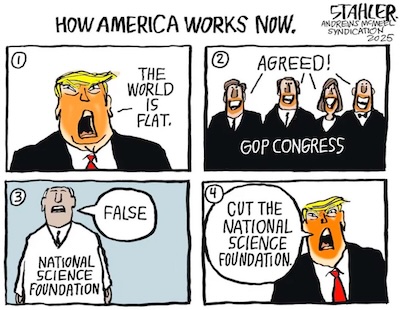 HOW AMERICA WORKS NOW.
STAHLER.
ANDREWS McMEEL
SYNDICATION
2025
1
THE
WORLD
IS
FLAT.
2
AGREED!
GOP CONGRESS
3
FALSE
NATIONAL
SCIENCE
FOUNDATION
4
CUT THE
NATIONAL
SCIENCE
FOUNDATION.